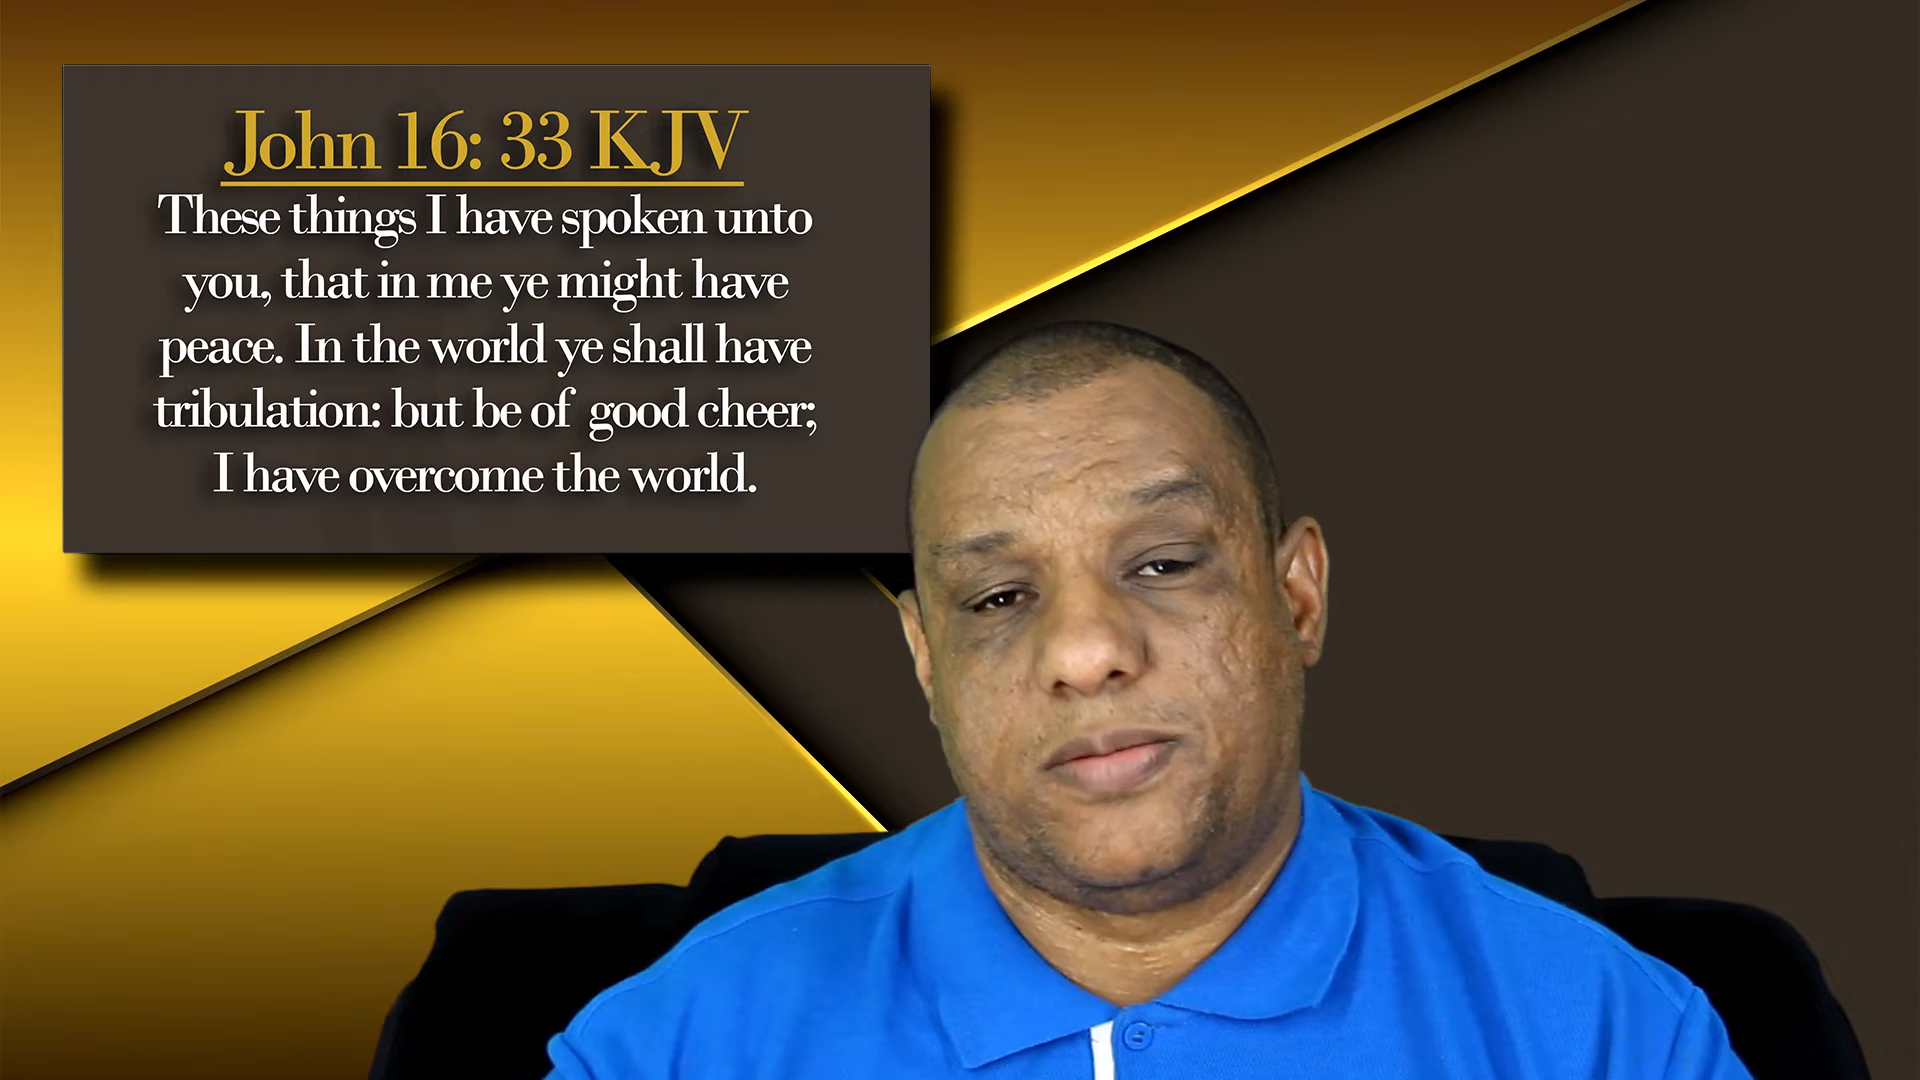 John 16: 33 KJV
These things I have spoken unto
you, that in me ye might have
peace. In the world ye shall have
tribulation: but be of good cheer;
I have overcome the world.